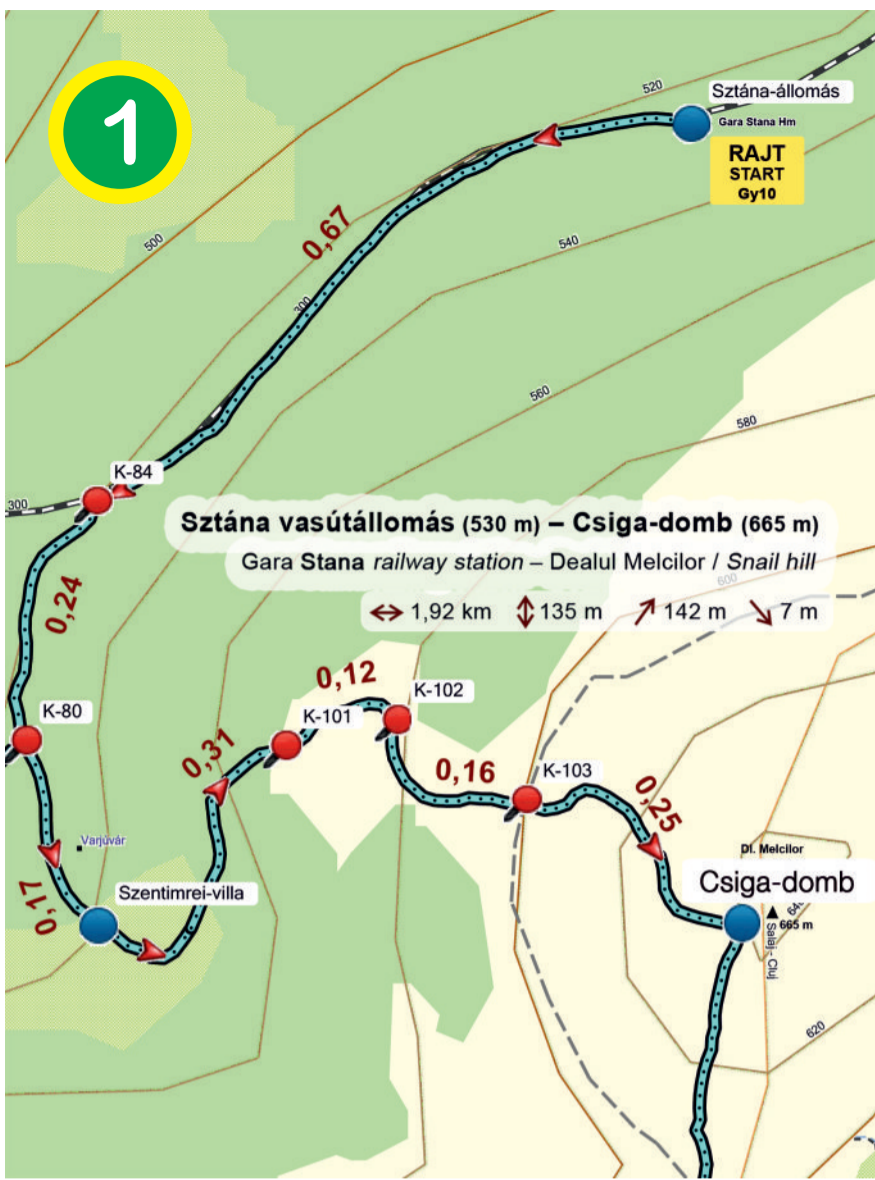 1
520
Sztána-állomás
Gara Stana Hm
RAJT
START
Gy10
500
0,67
540
300
560
580
K-84
300
Sztána vasútállomás (530 m) – Csiga-domb (665 m)
Gara Stana railway station – Dealul Melcilor / Snail hill
600
1,92 km 135 m 142 m 7 m
0,24
0,12
K-102
K-80
K-101
0,31
0,16
K-103
0,25
Varjúvár
Dl. Melcilor
0,17
Szentimrei-villa
Csiga-domb
640
665 m
Salaj - Cluj
620